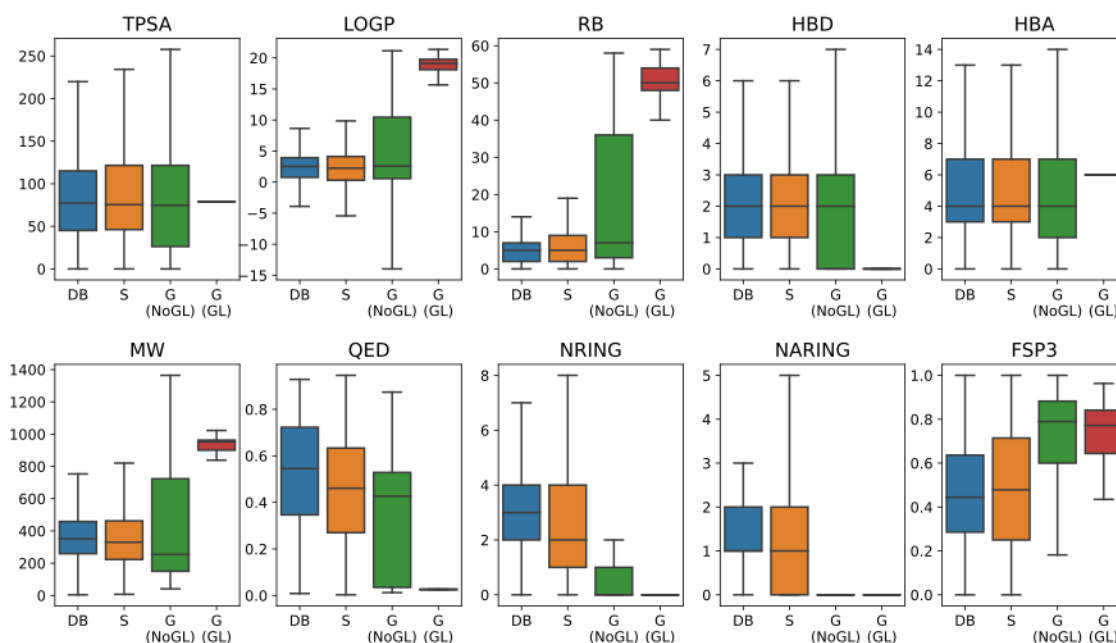 TPSA LOGP RB HBD HBA
250 20 60 7 14
200 15 50 6 12
150 10 40 5 10
100 5 30 4 8
50 0 20 3 6
0 −5 10 2 4
−10 0 1 2
−15 0 0
DB S G (NoGL) G (GL) DB S G (NoGL) G (GL) DB S G (NoGL) G (GL) DB S G (NoGL) G (GL) DB S G (NoGL) G (GL)
MW QED NRING NARING FSP3
1400 0.8 8 5 1.0
1200 0.6 6 4 0.8
1000 0.4 4 3 0.6
800 0.2 2 2 0.4
600 0.0 0 1 0.2
400 0 0.0
200
0
DB S G (NoGL) G (GL) DB S G (NoGL) G (GL) DB S G (NoGL) G (GL) DB S G (NoGL) G (GL) DB S G (NoGL) G (GL)